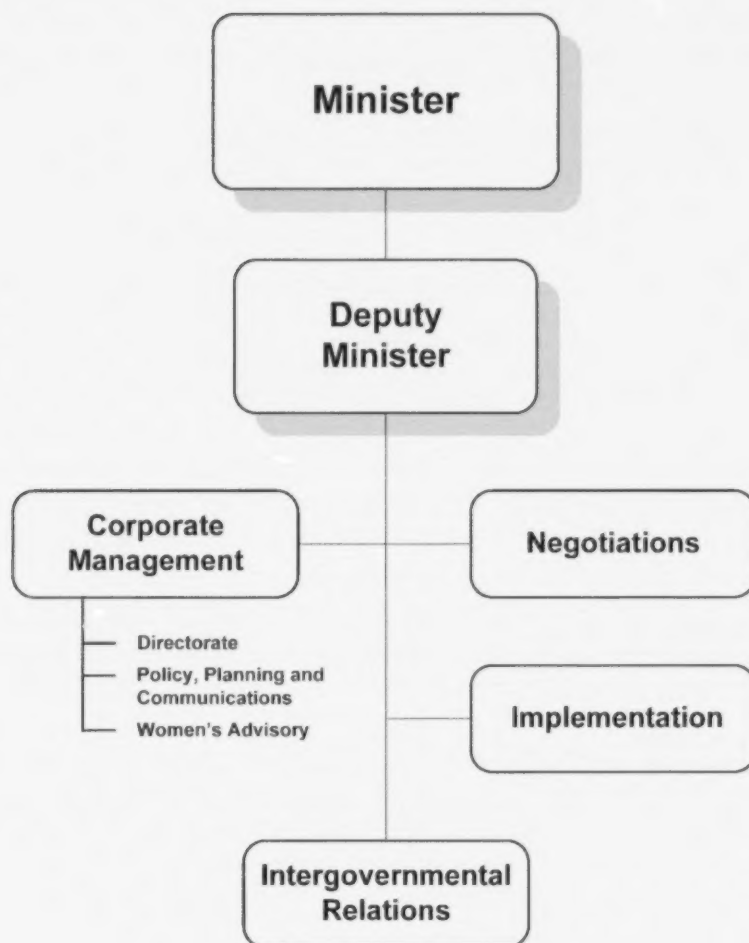 Minister
Deputy
Minister
Corporate
Management
Directorate
Policy, Planning and
Communications
Women's Advisory
Negotiations
Implementation
Intergovernmental
Relations